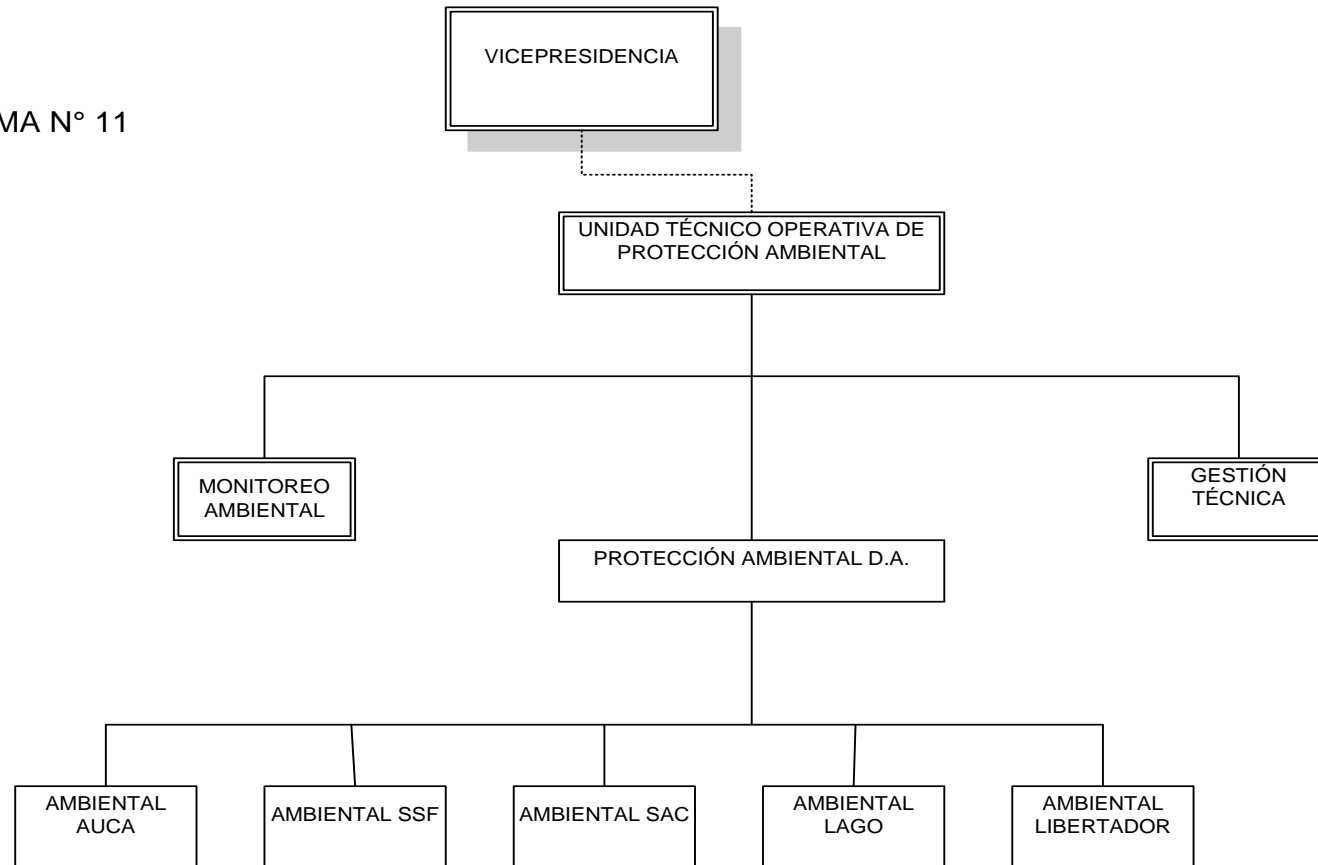 VICEPRESIDENCIA
MA N° 11
UNIDAD TÉCNICO OPERATIVA DE
PROTECCIÓN AMBIENTAL
MONITOREO
AMBIENTAL
GESTIÓN
TÉCNICA
PROTECCIÓN AMBIENTAL D.A.
AMBIENTAL
AUCA
AMBIENTAL SSF
AMBIENTAL SAC
AMBIENTAL
LAGO
AMBIENTAL
LIBERTADOR